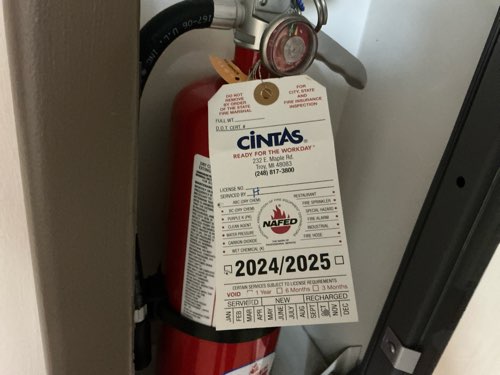 DO NOT
REMOVE
BY ORDER
OF THE STATE
FIRE MARSHAL
FOR
CITY, STATE
AND
FIRE INSURANCE
INSPECTION
FULL WT.
D.O.T. CERT. #
CINTAS
READY FOR THE WORKDAY
232 E. Maple Rd.
Troy, MI 48083
(248) 817-3800
LICENSE NO.
SERVICED BY
ABC (DRY CHEM)
BC (DRY CHEM)
PURPLE K (PK)
CLEAN AGENT
WATER PRESSURE
CARBON DIOXIDE
WET CHEMICAL (K)
RESTAURANT
FIRE SPRINKLER
SPECIAL HAZARD
FIRE ALARM
INDUSTRIAL
FIRE HOSE
NAFED
2024/2025
CERTAIN SERVICES SUBJECT TO LICENSE REQUIREMENTS
VOID 1 Year 6 Months 3 Months
SERVICED NEW RECHARGED
JAN FEB MAR APR MAY JUNE JULY AUG SEPT OCT NOV DEC